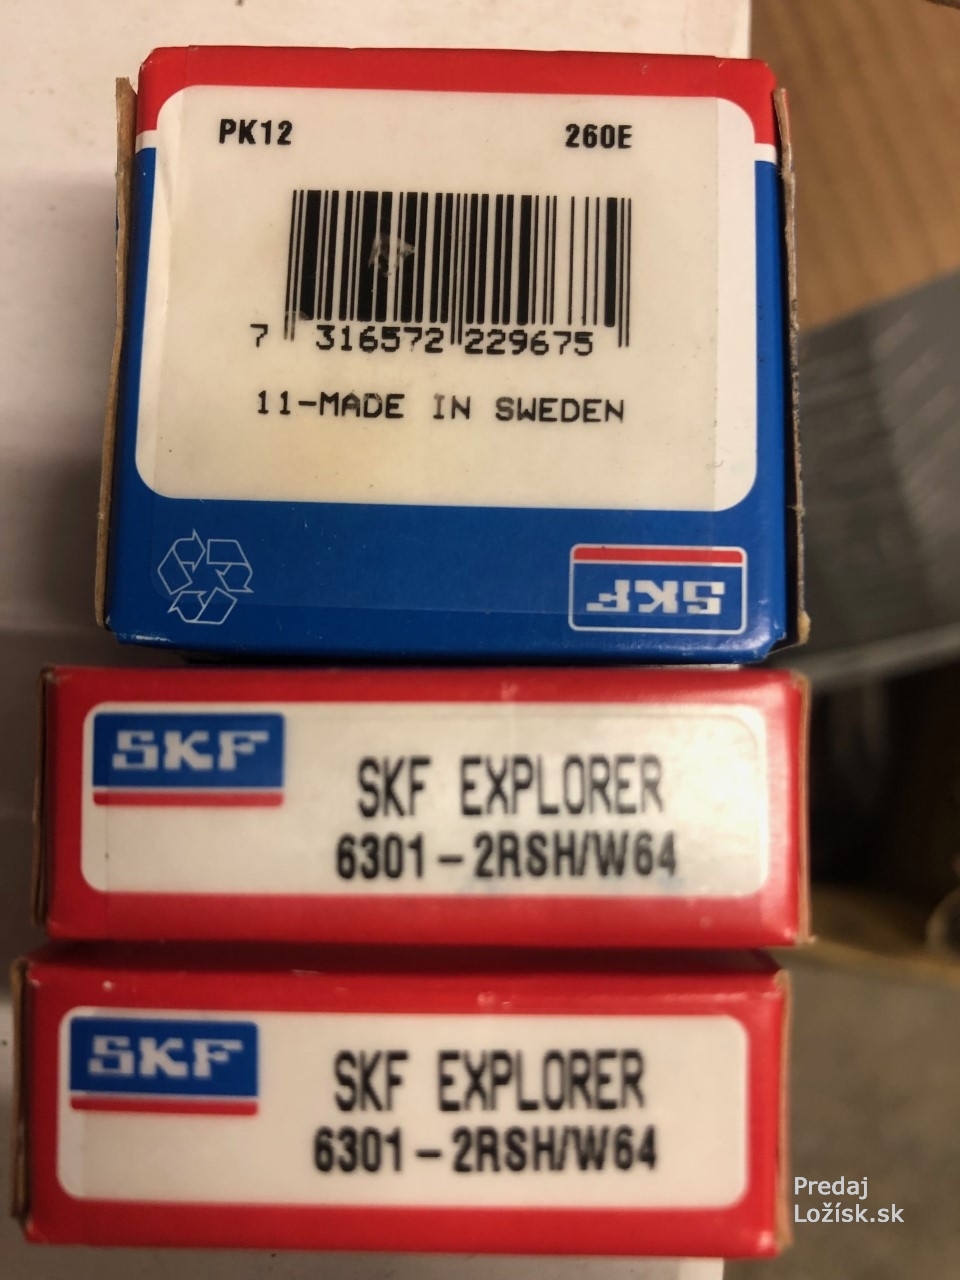 PK12 260E
7 316572 229675
11-MADE IN SWEDEN
SKF
SKF
SKF EXPLORER
6301-2RSH/W64
SKF
SKF EXPLORER
6301-2RSH/W64
Predaj
Ložísk.sk